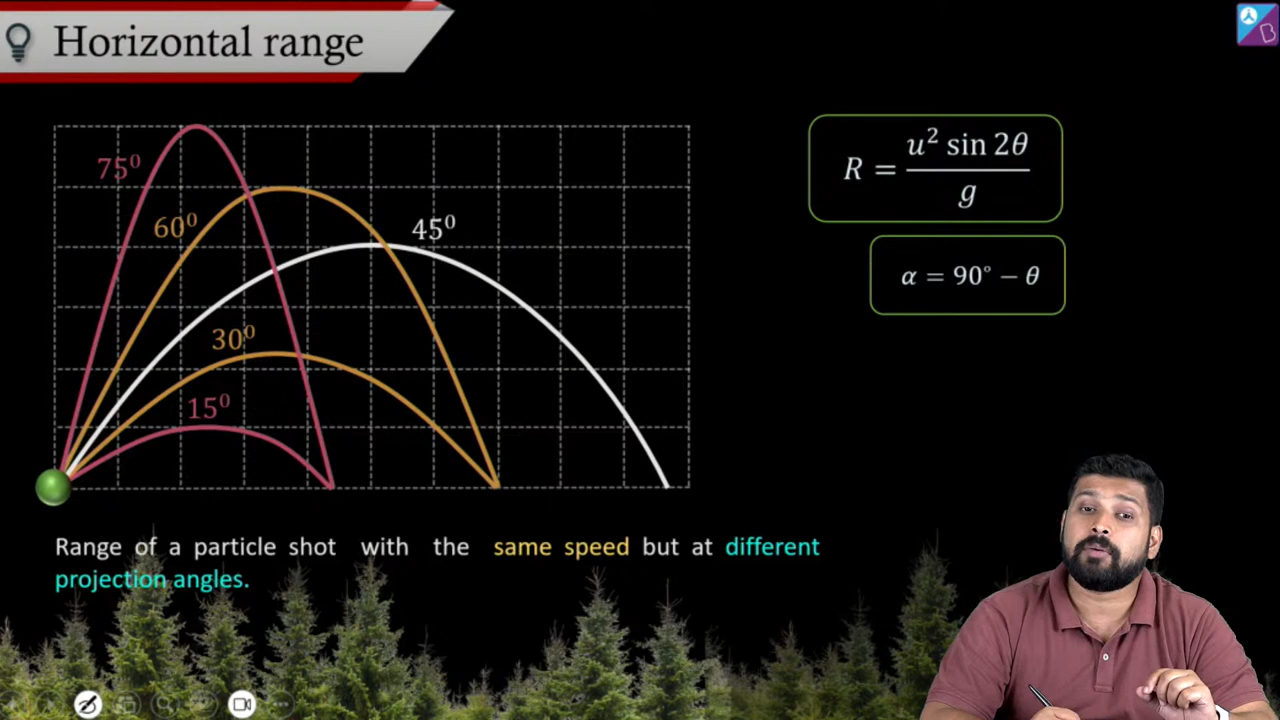 Horizontal range
75⁰
60⁰
45⁰
30⁰
15⁰
R = u² sin 2θ / g
α = 90° − θ
Range of a particle shot with the same speed but at different
projection angles.
B